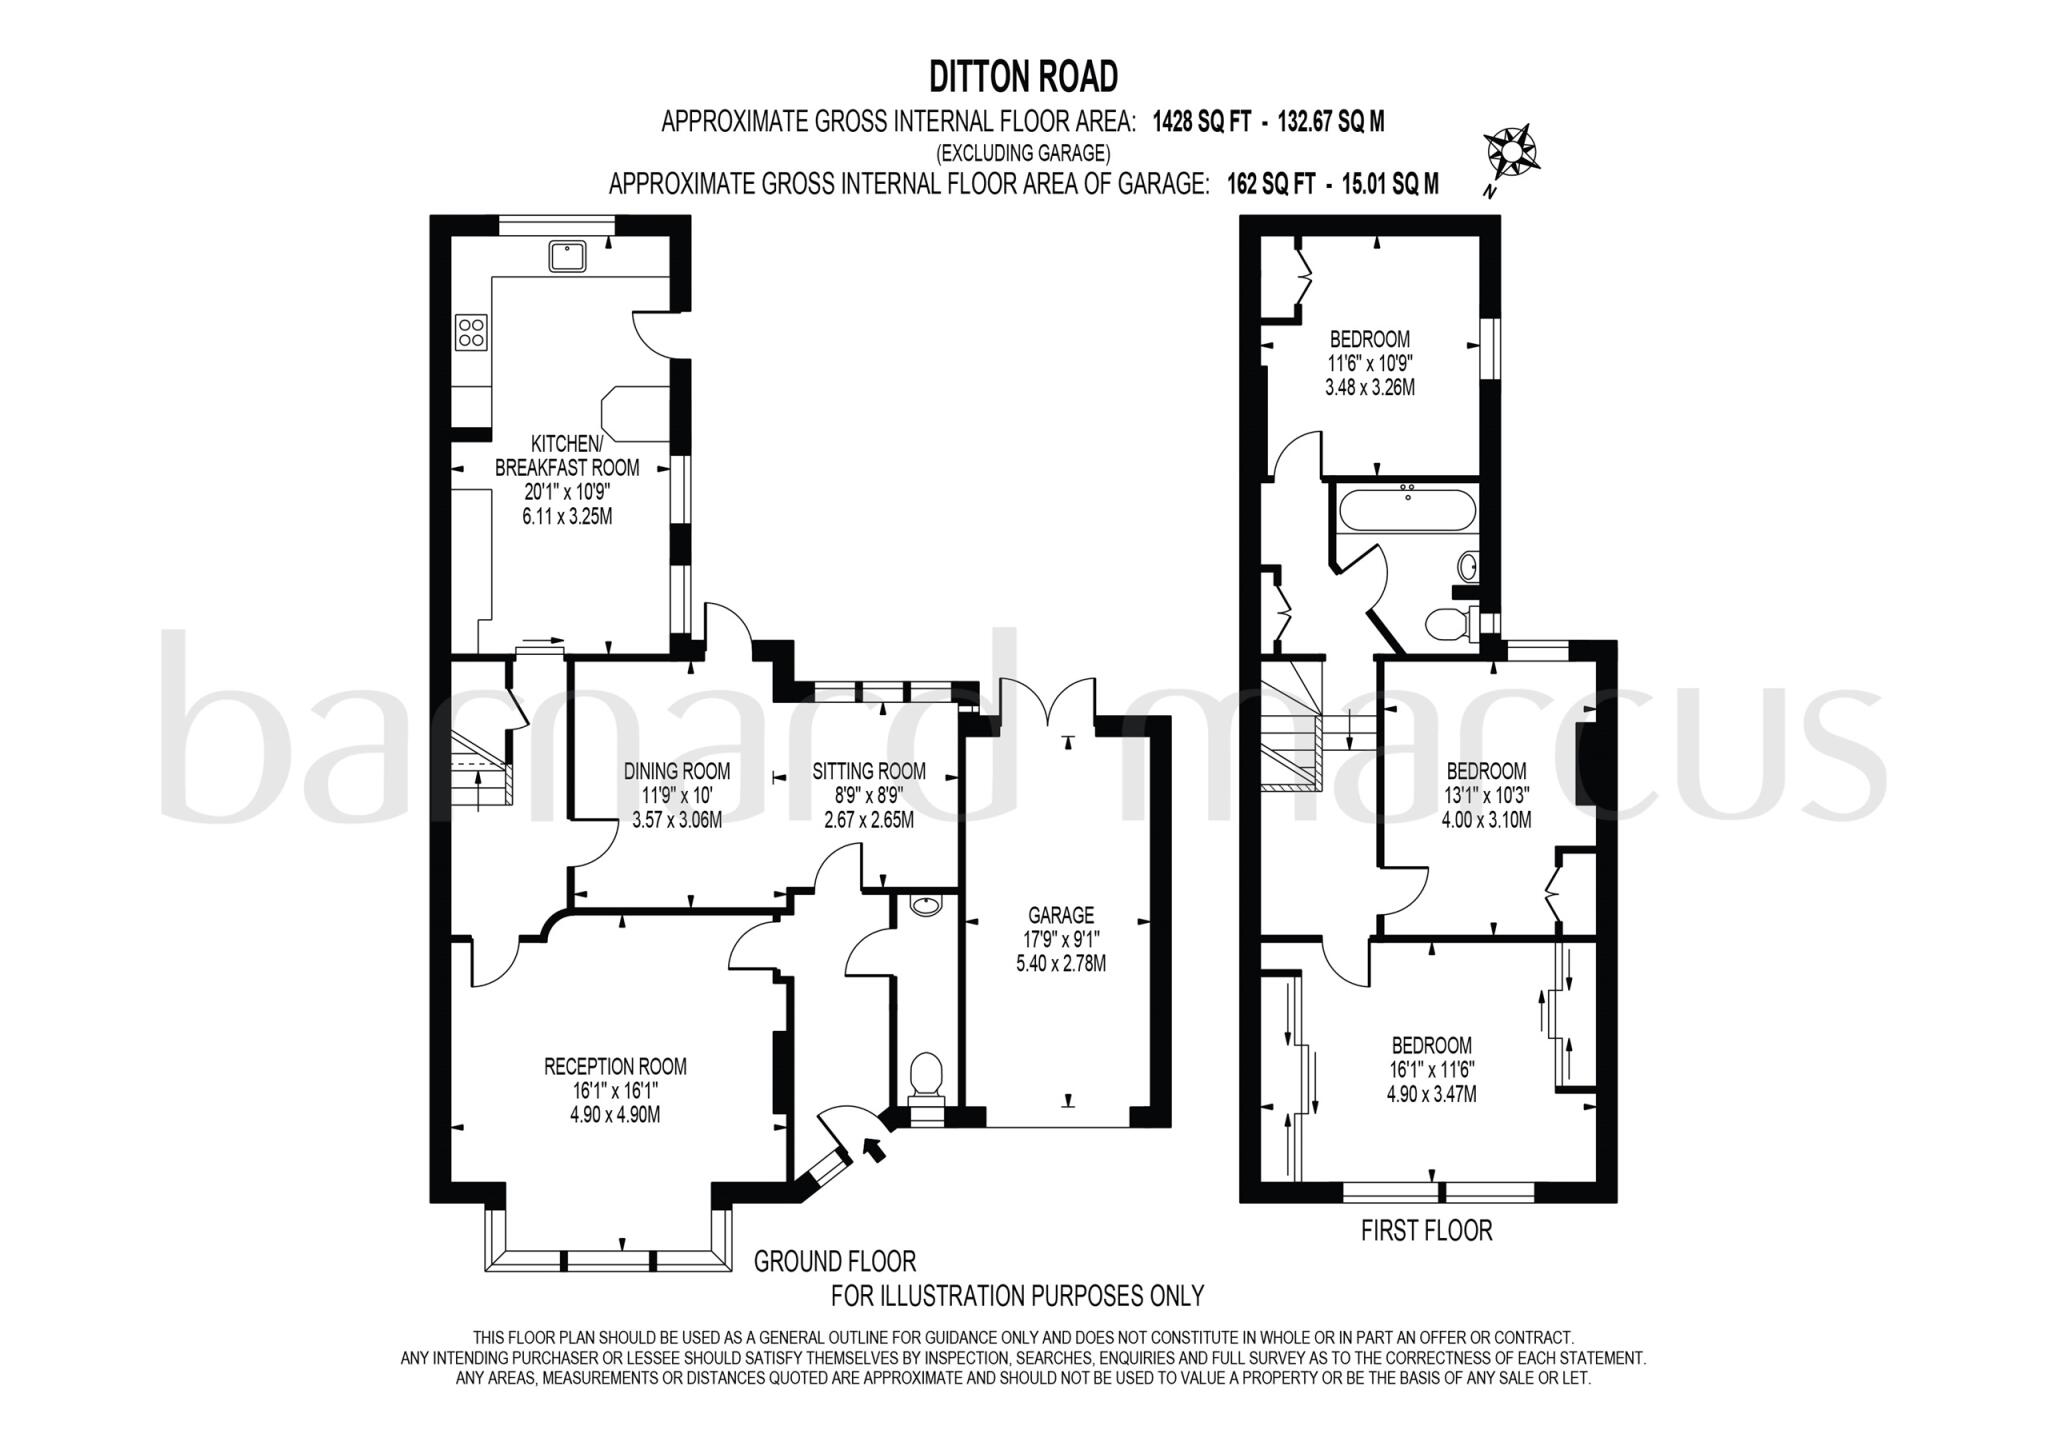 DITTON ROAD
APPROXIMATE GROSS INTERNAL FLOOR AREA: 1428 SQ FT - 132.67 SQ M
(EXCLUDING GARAGE)
APPROXIMATE GROSS INTERNAL FLOOR AREA OF GARAGE: 162 SQ FT - 15.01 SQ M
N
KITCHEN/
BREAKFAST ROOM
20'1" x 10'9"
6.11 x 3.25M
DINING ROOM
11'9" x 10'
3.57 x 3.06M
SITTING ROOM
8'9" x 8'9"
2.67 x 2.65M
GARAGE
17'9" x 9'1"
5.40 x 2.78M
RECEPTION ROOM
16'1" x 16'1"
4.90 x 4.90M
GROUND FLOOR
BEDROOM
11'6" x 10'9"
3.48 x 3.26M
BEDROOM
13'1" x 10'3"
4.00 x 3.10M
BEDROOM
16'1" x 11'6"
4.90 x 3.47M
FIRST FLOOR
barnard marcus
FOR ILLUSTRATION PURPOSES ONLY
THIS FLOOR PLAN SHOULD BE USED AS A GENERAL OUTLINE FOR GUIDANCE ONLY AND DOES NOT CONSTITUTE IN WHOLE OR IN PART AN OFFER OR CONTRACT.
ANY INTENDING PURCHASER OR LESSEE SHOULD SATISFY THEMSELVES BY INSPECTION, SEARCHES, ENQUIRIES AND FULL SURVEY AS TO THE CORRECTNESS OF EACH STATEMENT.
ANY AREAS, MEASUREMENTS OR DISTANCES QUOTED ARE APPROXIMATE AND SHOULD NOT BE USED TO VALUE A PROPERTY OR BE THE BASIS OF ANY SALE OR LET.